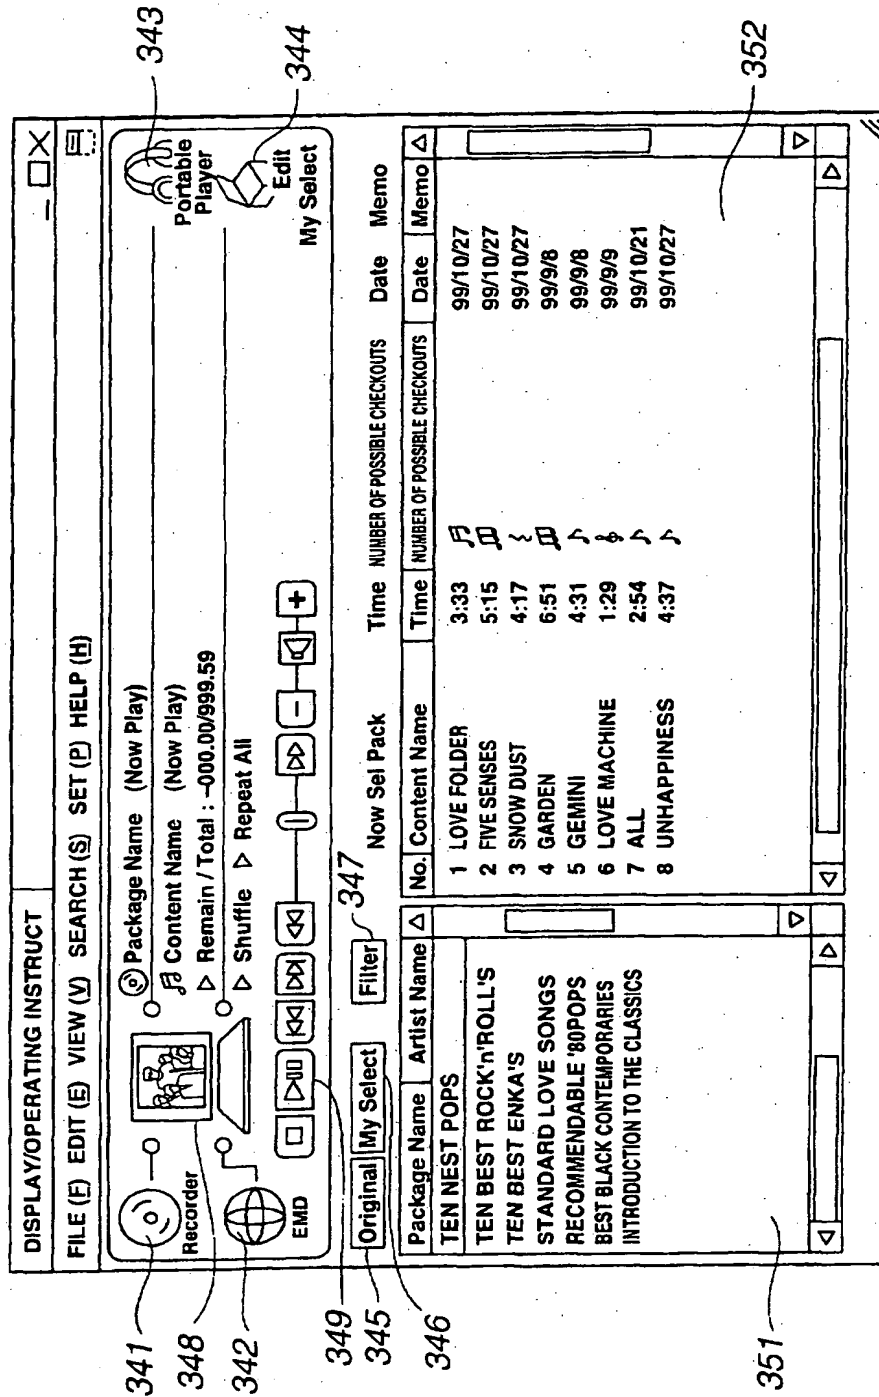 DISPLAY/OPERATING INSTRUCT
FILE (F) EDIT (E) VIEW (V) SEARCH (S) SET (P) HELP (H)
341
348
342
349
345
346
347
343
344
351
352
Recorder
EMD
Package Name (Now Play)
Content Name (Now Play)
Remain / Total : -000.00/999.59
Shuffle Repeat All
Portable
Player
Edit
My Select
Original My Select Filter
Now Sel Pack Time NUMBER OF POSSIBLE CHECKOUTS Date Memo
Package Name Artist Name
TEN NEST POPS
TEN BEST ROCK'n'ROLL'S
TEN BEST ENKA'S
STANDARD LOVE SONGS
RECOMMENDABLE '80POPS
BEST BLACK CONTEMPORARIES
INTRODUCTION TO THE CLASSICS
No. Content Name Time NUMBER OF POSSIBLE CHECKOUTS Date Memo
1 LOVE FOLDER 3:33 99/10/27
2 FIVE SENSES 5:15 99/10/27
3 SNOW DUST 4:17 99/10/27
4 GARDEN 6:51 99/9/8
5 GEMINI 4:31 99/9/8
6 LOVE MACHINE 1:29 99/9/9
7 ALL 2:54 99/10/21
8 UNHAPPINESS 4:37 99/10/27